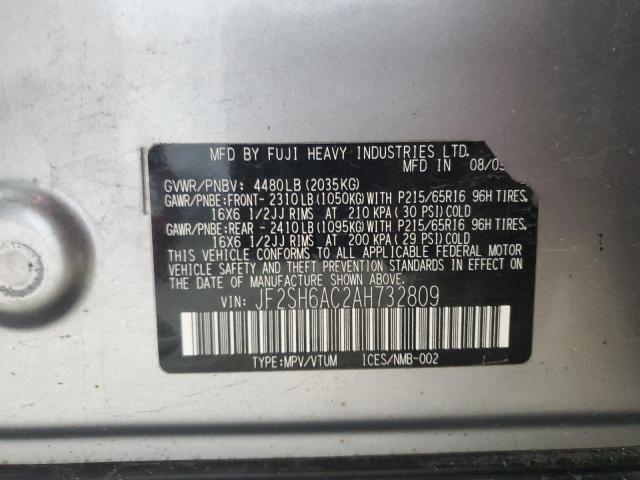 MFD BY FUJI HEAVY INDUSTRIES LTD.
MFD IN 08/09
GVWR/PNBV: 4480LB(2035KG)
GAWR/PNBE:FRONT-2310LB(1050KG)WITH P215/65R16 96H TIRES,
16X6 1/2JJ RIMS AT 210 KPA(30 PSI)COLD
GAWR/PNBE:REAR -2410LB(1095KG)WITH P215/65R16 96H TIRES,
16X6 1/2JJ RIMS AT 200 KPA(29 PSI)COLD
THIS VEHICLE CONFORMS TO ALL APPLICABLE FEDERAL MOTOR
VEHICLE SAFETY AND THEFT PREVENTION STANDARDS IN EFFECT ON
THE DATE OF MANUFACTURE SHOWN ABOVE.
VIN: JF2SH6AC2AH732809
TYPE:MPV/VTUM ICES/NMB-002